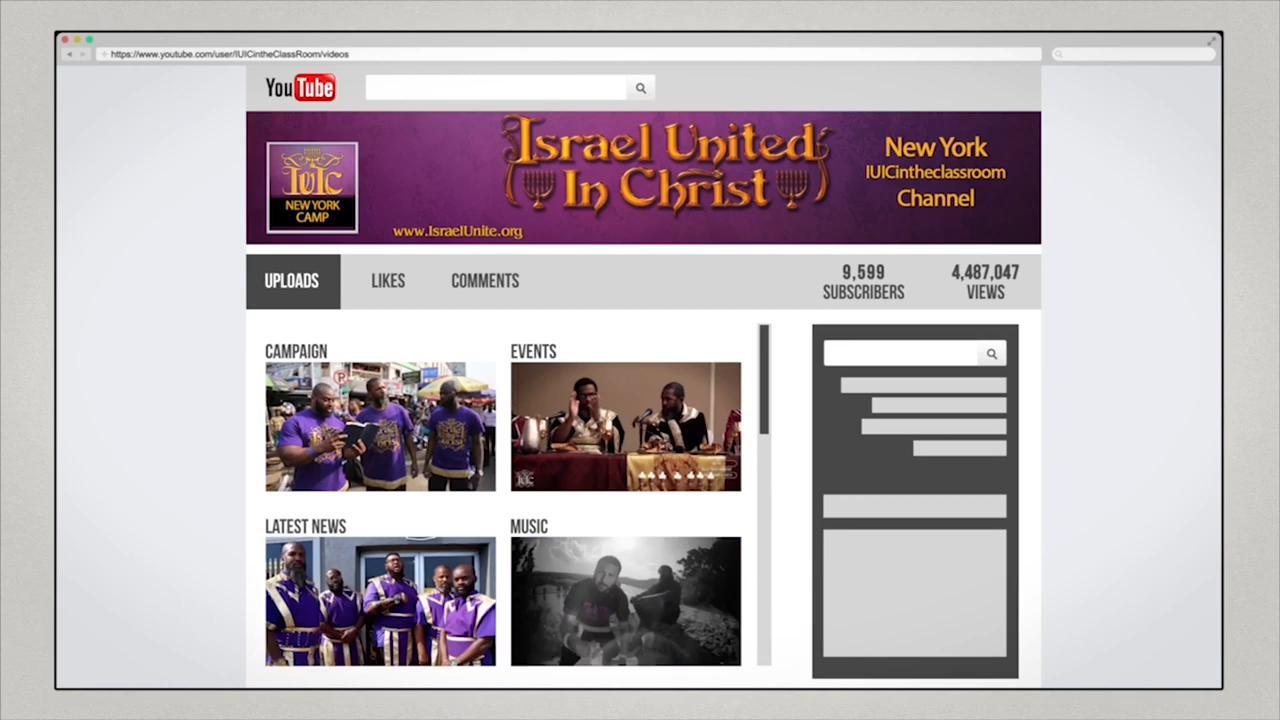 https://www.youtube.com/user/IUICintheClassRoom/videos
YouTube
Israel United
In Christ
IUIC
NEW YORK
CAMP
www.IsraelUnite.org
New York
IUICintheclassroom
Channel
UPLOADS
LIKES
COMMENTS
9,599
SUBSCRIBERS
4,487,047
VIEWS
CAMPAIGN
EVENTS
P
IUIC
LATEST NEWS
MUSIC